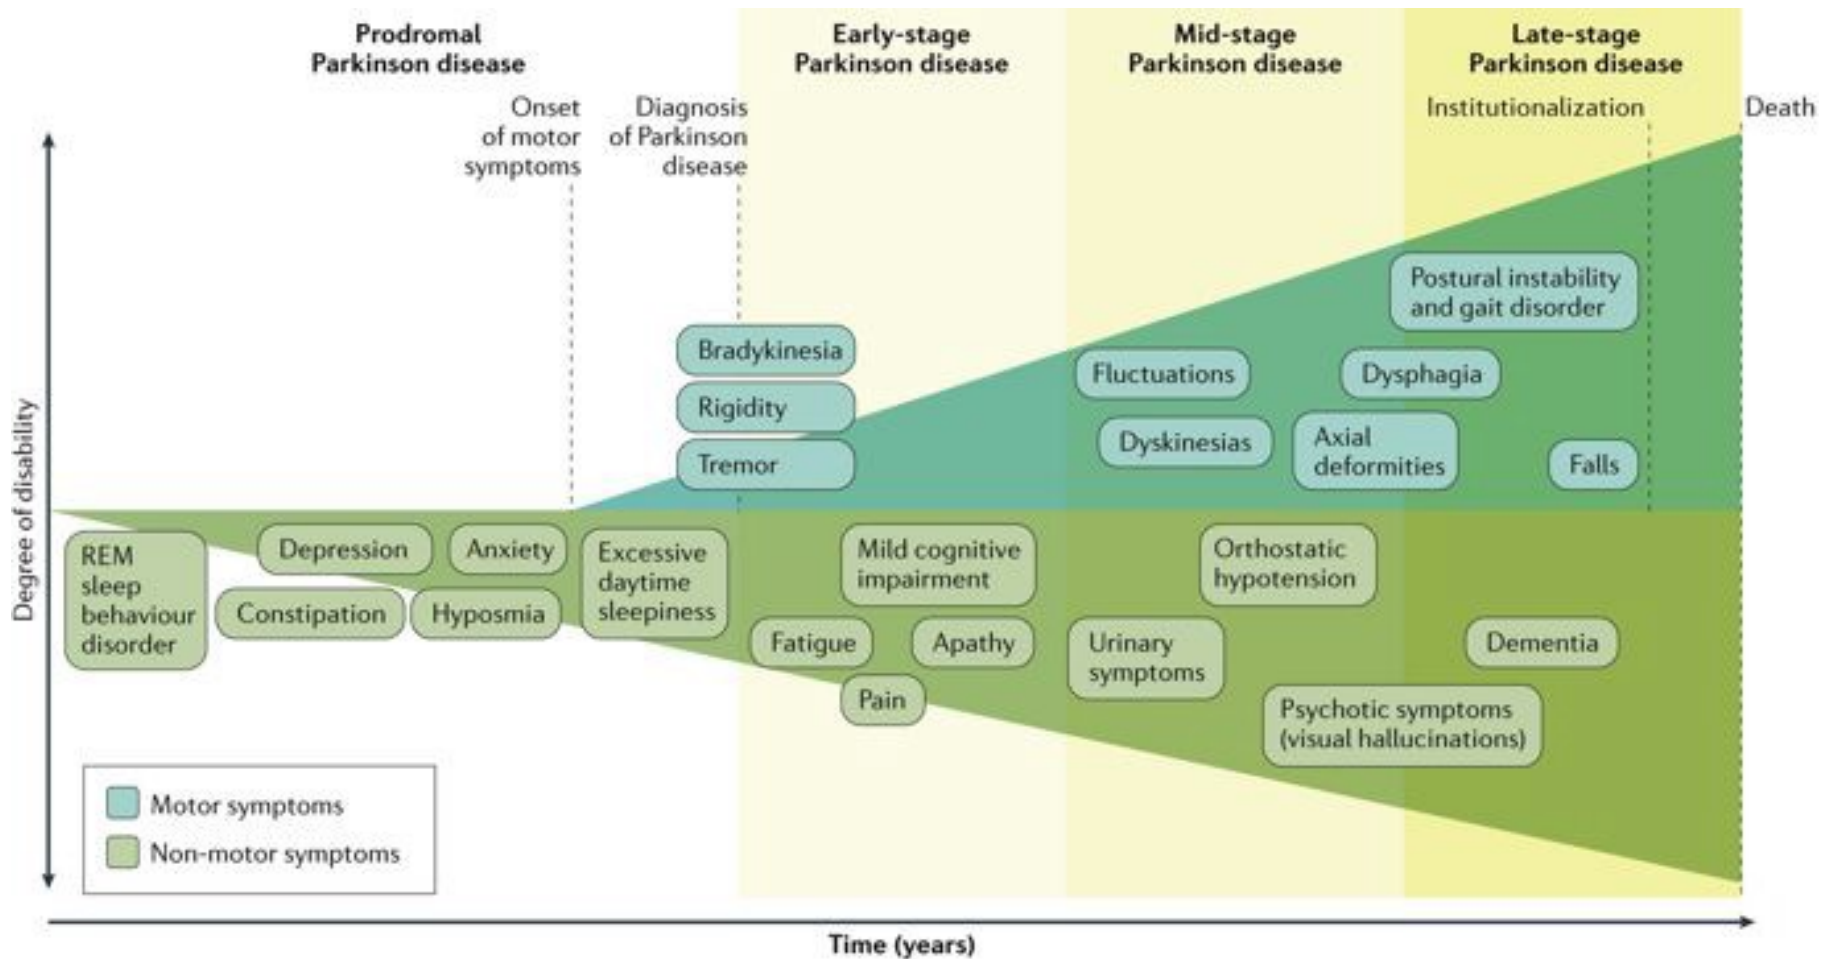 Prodromal
Parkinson disease
Early-stage
Parkinson disease
Mid-stage
Parkinson disease
Late-stage
Parkinson disease
Onset
of motor
symptoms
Diagnosis
of Parkinson
disease
Institutionalization
Death
Degree of disability
Bradykinesia
Rigidity
Tremor
Fluctuations
Dyskinesias
Postural instability
and gait disorder
Dysphagia
Axial
deformities
Falls
REM
sleep
behaviour
disorder
Depression
Constipation
Anxiety
Hyposmia
Excessive
daytime
sleepiness
Mild cognitive
impairment
Fatigue
Apathy
Pain
Orthostatic
hypotension
Urinary
symptoms
Dementia
Psychotic symptoms
(visual hallucinations)
Motor symptoms
Non-motor symptoms
Time (years)